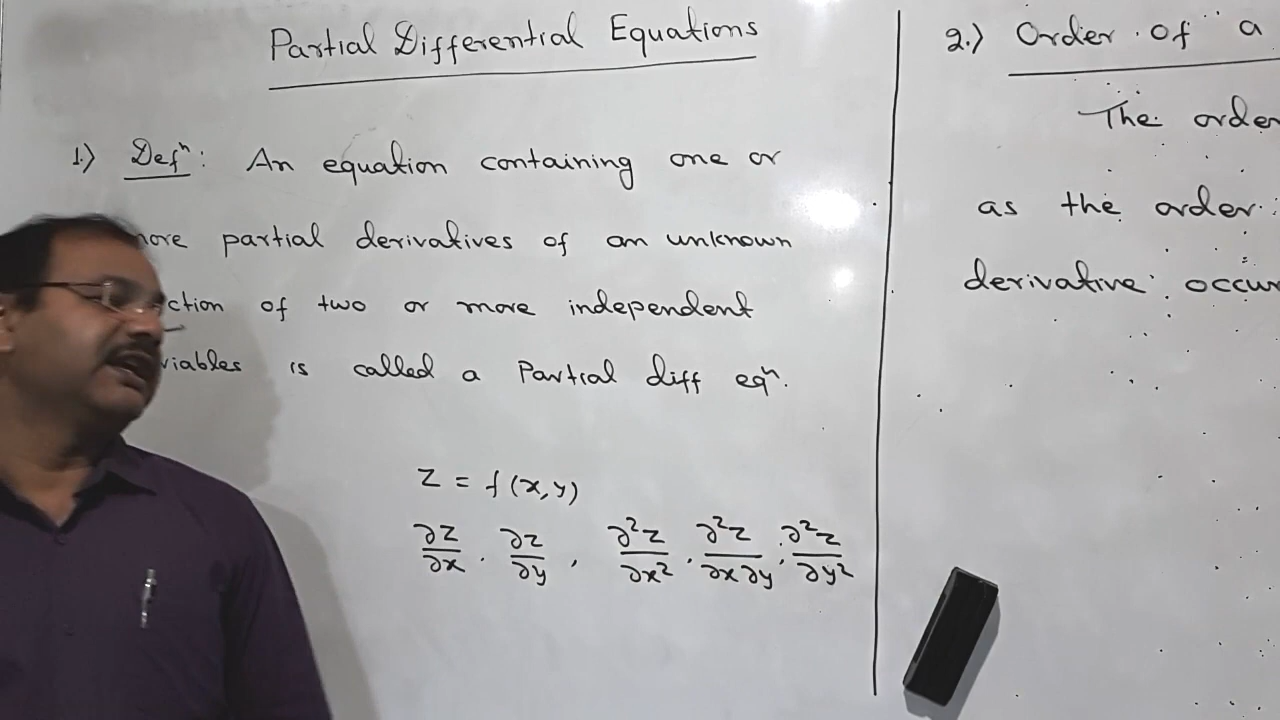 Partial Differential Equations
1.) Defⁿ: An equation containing one or
more partial derivatives of an unknown
ction of two or more independent
riables is called a Partial diff eqⁿ.
z = f(x,y)
∂z/∂x . ∂z/∂y , ∂²z/∂x² . ∂²z/∂x∂y . ∂²z/∂y²
2.) Order of a
The order
as the order
derivative occur